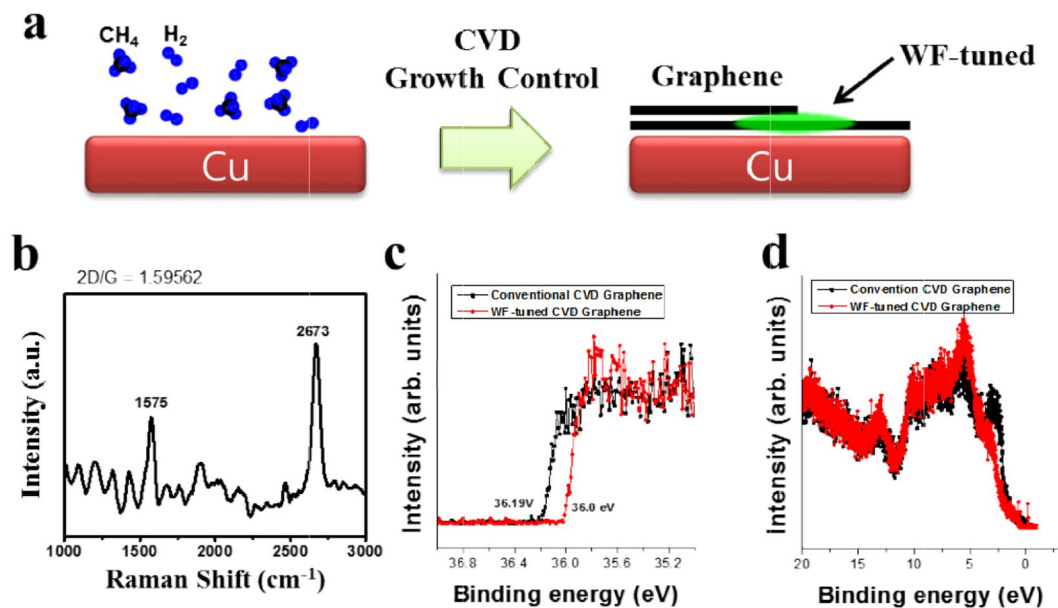 a
CH4 H2
CVD
Growth Control
Graphene
WF-tuned
Cu
Cu
b
2D/G = 1.59562
1575
2673
Intensity (a.u.)
1000 1500 2000 2500 3000
Raman Shift (cm-1)
c
Conventional CVD Graphene
WF-tuned CVD Graphene
Intensity (arb. units)
36.19V
36.0 eV
36.8 36.4 36.0 35.6 35.2
Binding energy (eV)
d
Convention CVD Graphene
WF-tuned CVD Graphene
Intensity (arb. units)
20 15 10 5 0
Binding energy (eV)